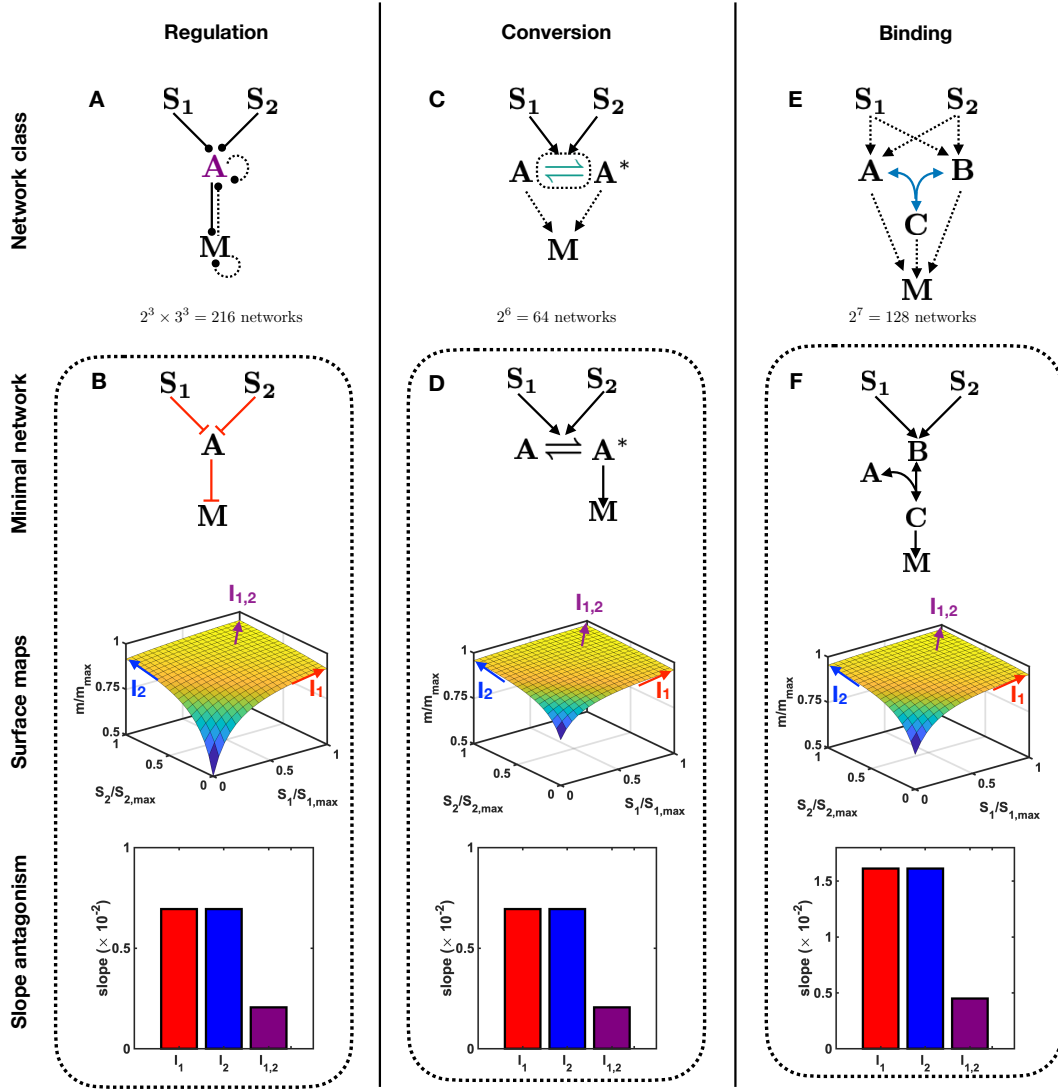 Regulation
Conversion
Binding
Network class
A
S1
S2
A
M
2^3 × 3^3 = 216 networks
C
S1
S2
A
A*
M
2^6 = 64 networks
E
S1
S2
A
B
C
M
2^7 = 128 networks
Minimal network
B
S1
S2
A
M
D
S1
S2
A
A*
M
F
S1
S2
B
A
C
M
Surface maps
I1,2
I2
I1
m/mmax
1
0.75
0.5
1
0.5
0
0
0.5
1
S2/S2,max
S1/S1,max
I1,2
I2
I1
m/mmax
1
0.75
0.5
1
0.5
0
0
0.5
1
S2/S2,max
S1/S1,max
I1,2
I2
I1
m/mmax
1
0.75
0.5
1
0.5
0
0
0.5
1
S2/S2,max
S1/S1,max
Slope antagonism
slope (× 10^-2)
1
0.5
0
I1
I2
I1,2
slope (× 10^-2)
1
0.5
0
I1
I2
I1,2
slope (× 10^-2)
1.5
1
0.5
0
I1
I2
I1,2